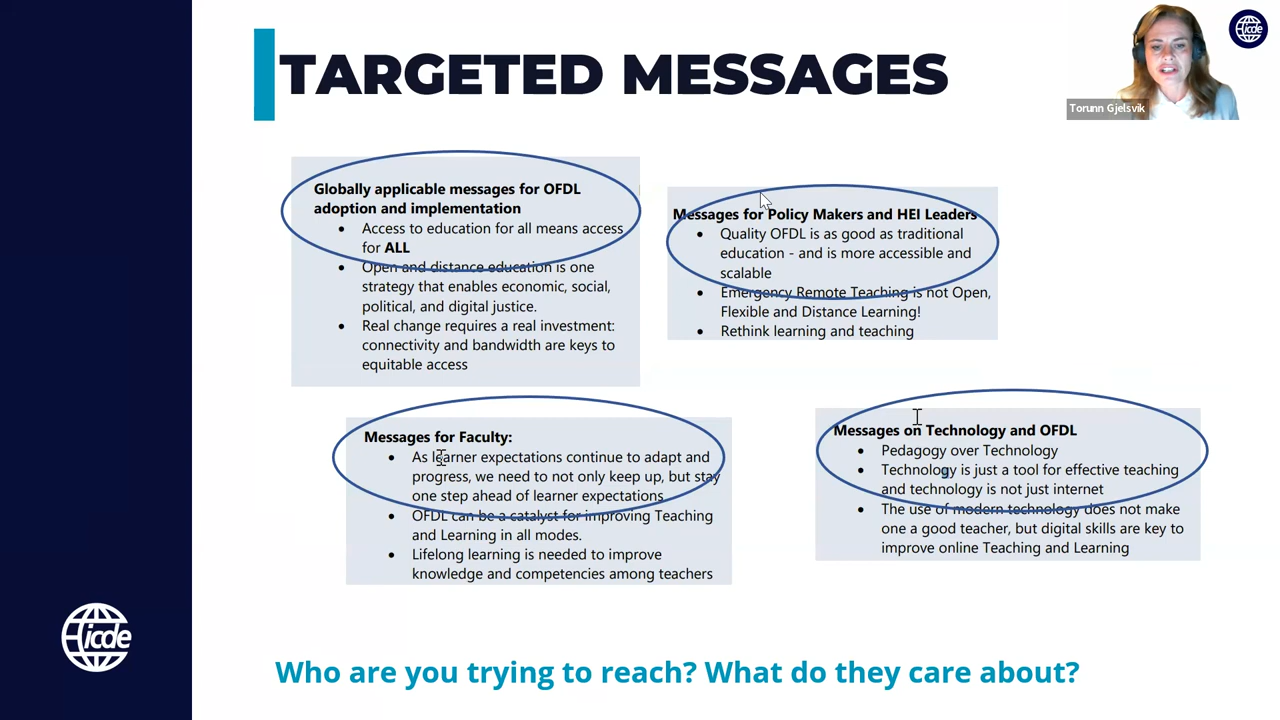 TARGETED MESSAGES
icde
Torunn Gjelsvik
Globally applicable messages for OFDL
adoption and implementation
• Access to education for all means access
for ALL
• Open and distance education is one
strategy that enables economic, social,
political, and digital justice.
• Real change requires a real investment:
connectivity and bandwidth are keys to
equitable access
Messages for Policy Makers and HEI Leaders
• Quality OFDL is as good as traditional
education - and is more accessible and
scalable
• Emergency Remote Teaching is not Open,
Flexible and Distance Learning!
• Rethink learning and teaching
Messages for Faculty:
• As learner expectations continue to adapt and
progress, we need to not only keep up, but stay
one step ahead of learner expectations
• OFDL can be a catalyst for improving Teaching
and Learning in all modes.
• Lifelong learning is needed to improve
knowledge and competencies among teachers
Messages on Technology and OFDL
• Pedagogy over Technology
• Technology is just a tool for effective teaching
and technology is not just internet
• The use of modern technology does not make
one a good teacher, but digital skills are key to
improve online Teaching and Learning
icde
Who are you trying to reach? What do they care about?